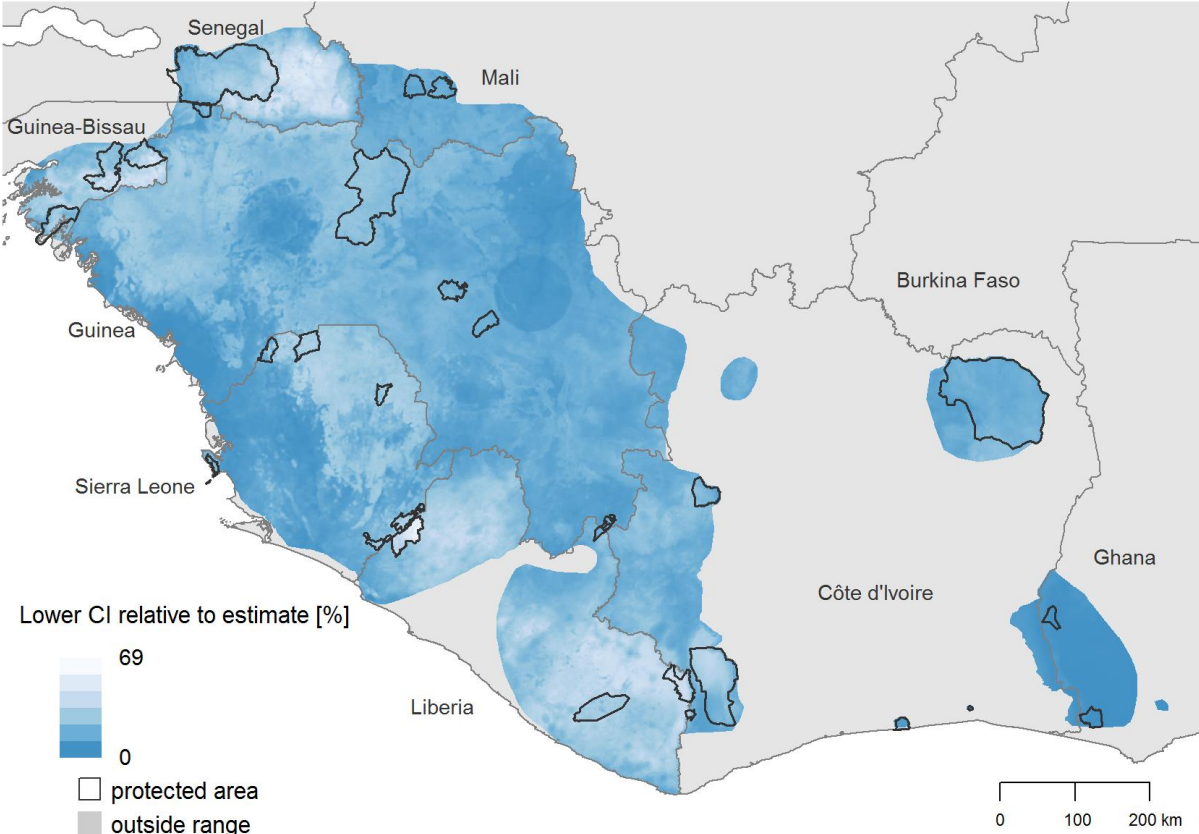 Senegal
Mali
Guinea-Bissau
Burkina Faso
Guinea
Sierra Leone
Ghana
Côte d'Ivoire
Liberia
Lower CI relative to estimate [%]
69
0
protected area
outside range
0 100 200 km